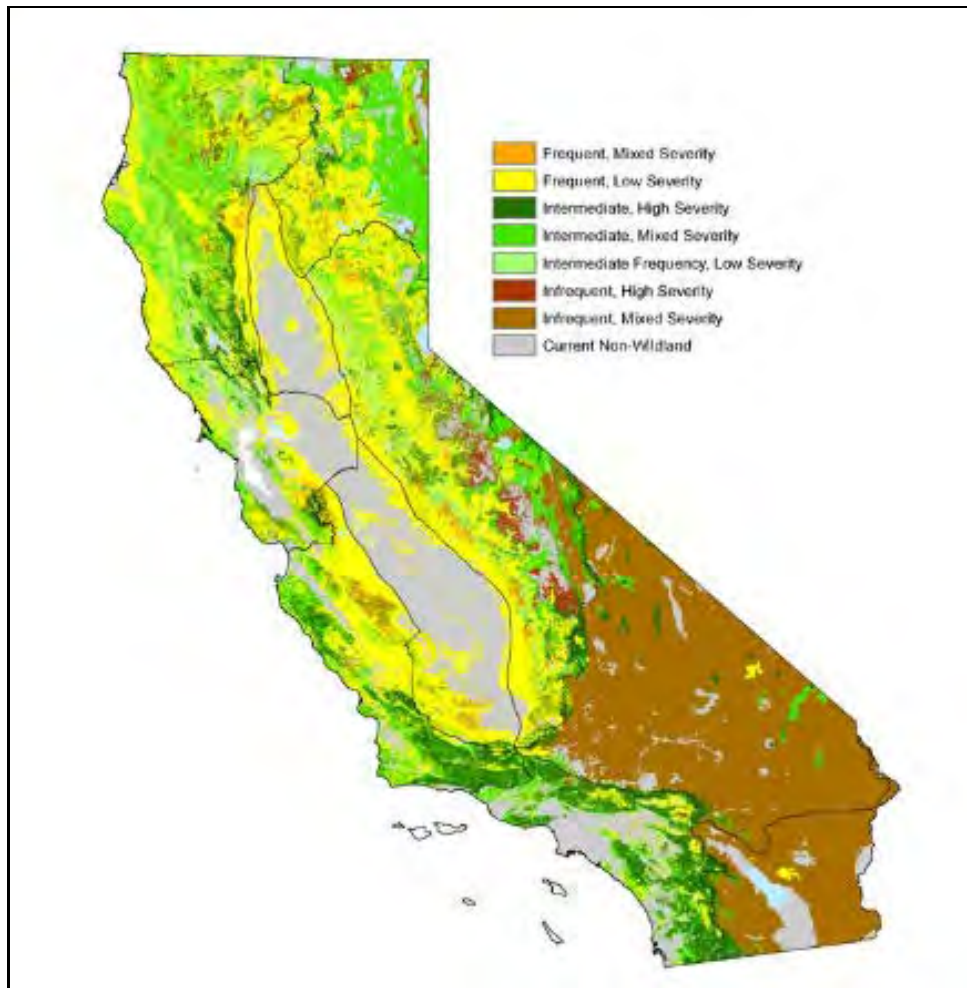 Frequent, Mixed Severity
Frequent, Low Severity
Intermediate, High Severity
Intermediate, Mixed Severity
Intermediate Frequency, Low Severity
Infrequent, High Severity
Infrequent, Mixed Severity
Current Non-Wildland